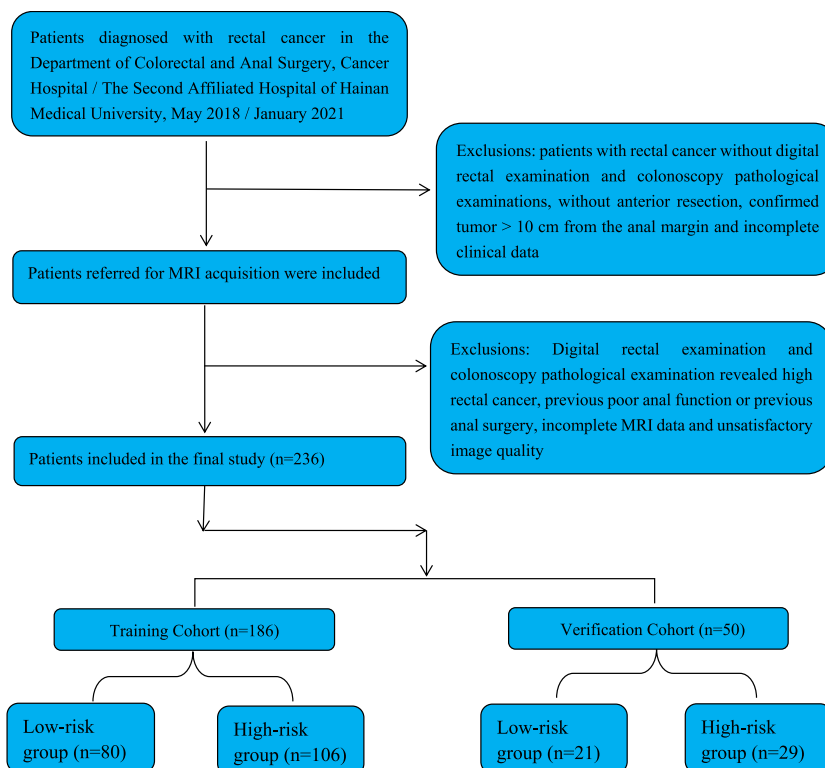 Patients diagnosed with rectal cancer in the
Department of Colorectal and Anal Surgery, Cancer
Hospital / The Second Affiliated Hospital of Hainan
Medical University, May 2018 / January 2021
Exclusions: patients with rectal cancer without digital
rectal examination and colonoscopy pathological
examinations, without anterior resection, confirmed
tumor > 10 cm from the anal margin and incomplete
clinical data
Patients referred for MRI acquisition were included
Exclusions: Digital rectal examination and
colonoscopy pathological examination revealed high
rectal cancer, previous poor anal function or previous
anal surgery, incomplete MRI data and unsatisfactory
image quality
Patients included in the final study (n=236)
Training Cohort (n=186)
Verification Cohort (n=50)
Low-risk
group (n=80)
High-risk
group (n=106)
Low-risk
group (n=21)
High-risk
group (n=29)